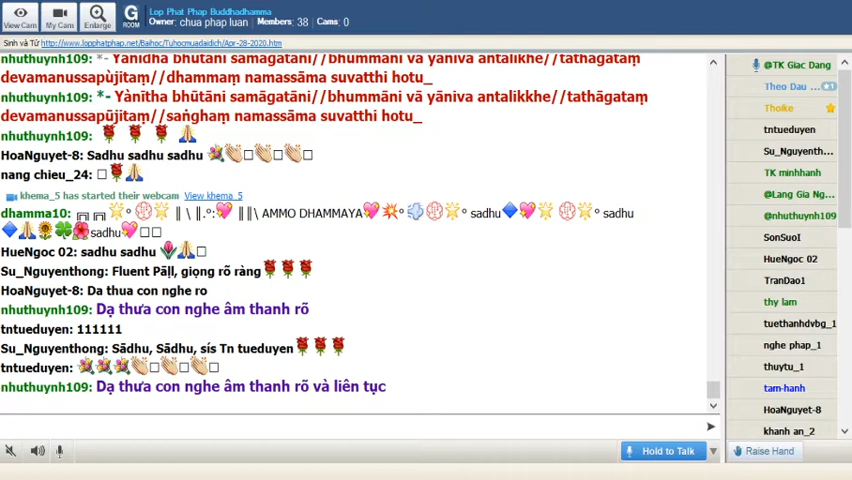 View Cam
My Cam
Enlarge
G
ROOM
Lop Phat Phap Buddhadhamma
Owner: chua phap luan Members: 38 Cams: 0
Sinh và Tử http://www.lopphatphap.net/Baihoc/Tuhocmuadaidich/Apr-28-2020.htm
nhuthuynh109: *- Yànīdha bhūtāni samāgatāni//bhummāni vā yāniva antalikkhe//tathāgataṃ
devamanussapūjitaṃ//dhammaṃ namassāma suvatthi hotu_
nhuthuynh109: *- Yànītha bhūtāni samāgatāni//bhummāni vā yāniva antalikkhe//tathāgataṃ
devamanussapūjitaṃ//saṅghaṃ namassāma suvatthi hotu_
nhuthuynh109: 🌹 🌹 🌹 🙏
HoaNguyet-8: Sadhu sadhu sadhu 💐👏□👏□👏□
nang chieu_24: □🌹🙏
khema_5 has started their webcam View khema_5
dhamma10: ╔╗╔╗🌟º 🌟║ \ ║.º:💖 ║║\║ AMMO DHAMMAYA💖💥º 💨🌟º sadhu🔷💖🌟 🌟º sadhu
🔷🙏🌻🍀🌺sadhu💖□□
HueNgoc 02: sadhu sadhu 🌷🙏□
Su_Nguyenthong: Fluent Pāḷi, giọng rõ ràng🌹🌹🌹
HoaNguyet-8: Da thua con nghe ro
nhuthuynh109: Dạ thưa con nghe âm thanh rõ
tntueduyen: 111111
Su_Nguyenthong: Sādhu, Sādhu, sís Tn tueduyen🌹🌹🌹
tntueduyen: 💐💐💐👏□👏□👏□
nhuthuynh109: Dạ thưa con nghe âm thanh rõ và liên tục
Hold to Talk
@TK Giac Dang
Theo Dau ...
Thoike
tntueduyen
Su_Nguyenth...
TK minhhanh
@Lang Gia Ng...
@nhuthuynh109
SonSuoI
HueNgoc 02
TranDao1
thy lam
tuethanhdvbg_1
nghe phap_1
thuytu_1
tam-hanh
HoaNguyet-8
khanh an_2
Raise Hand